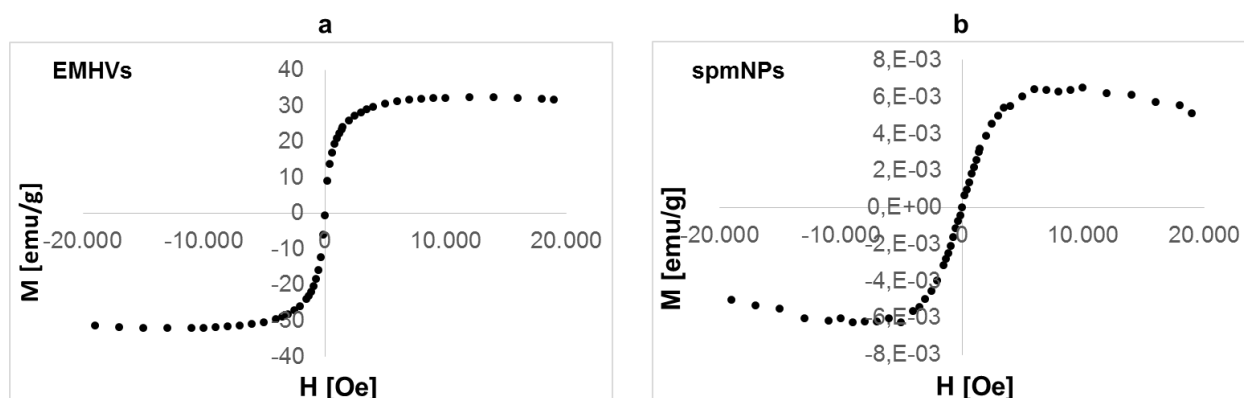 a
EMHVs
40
30
20
10
0
-10
-20
-30
-40
-20.000 -10.000 0 10.000 20.000
M [emu/g]
H [Oe]
b
spmNPs
8,E-03
6,E-03
4,E-03
2,E-03
0,E+00
-2,E-03
-4,E-03
-6,E-03
-8,E-03
-20.000 -10.000 0 10.000 20.000
M [emu/g]
H [Oe]